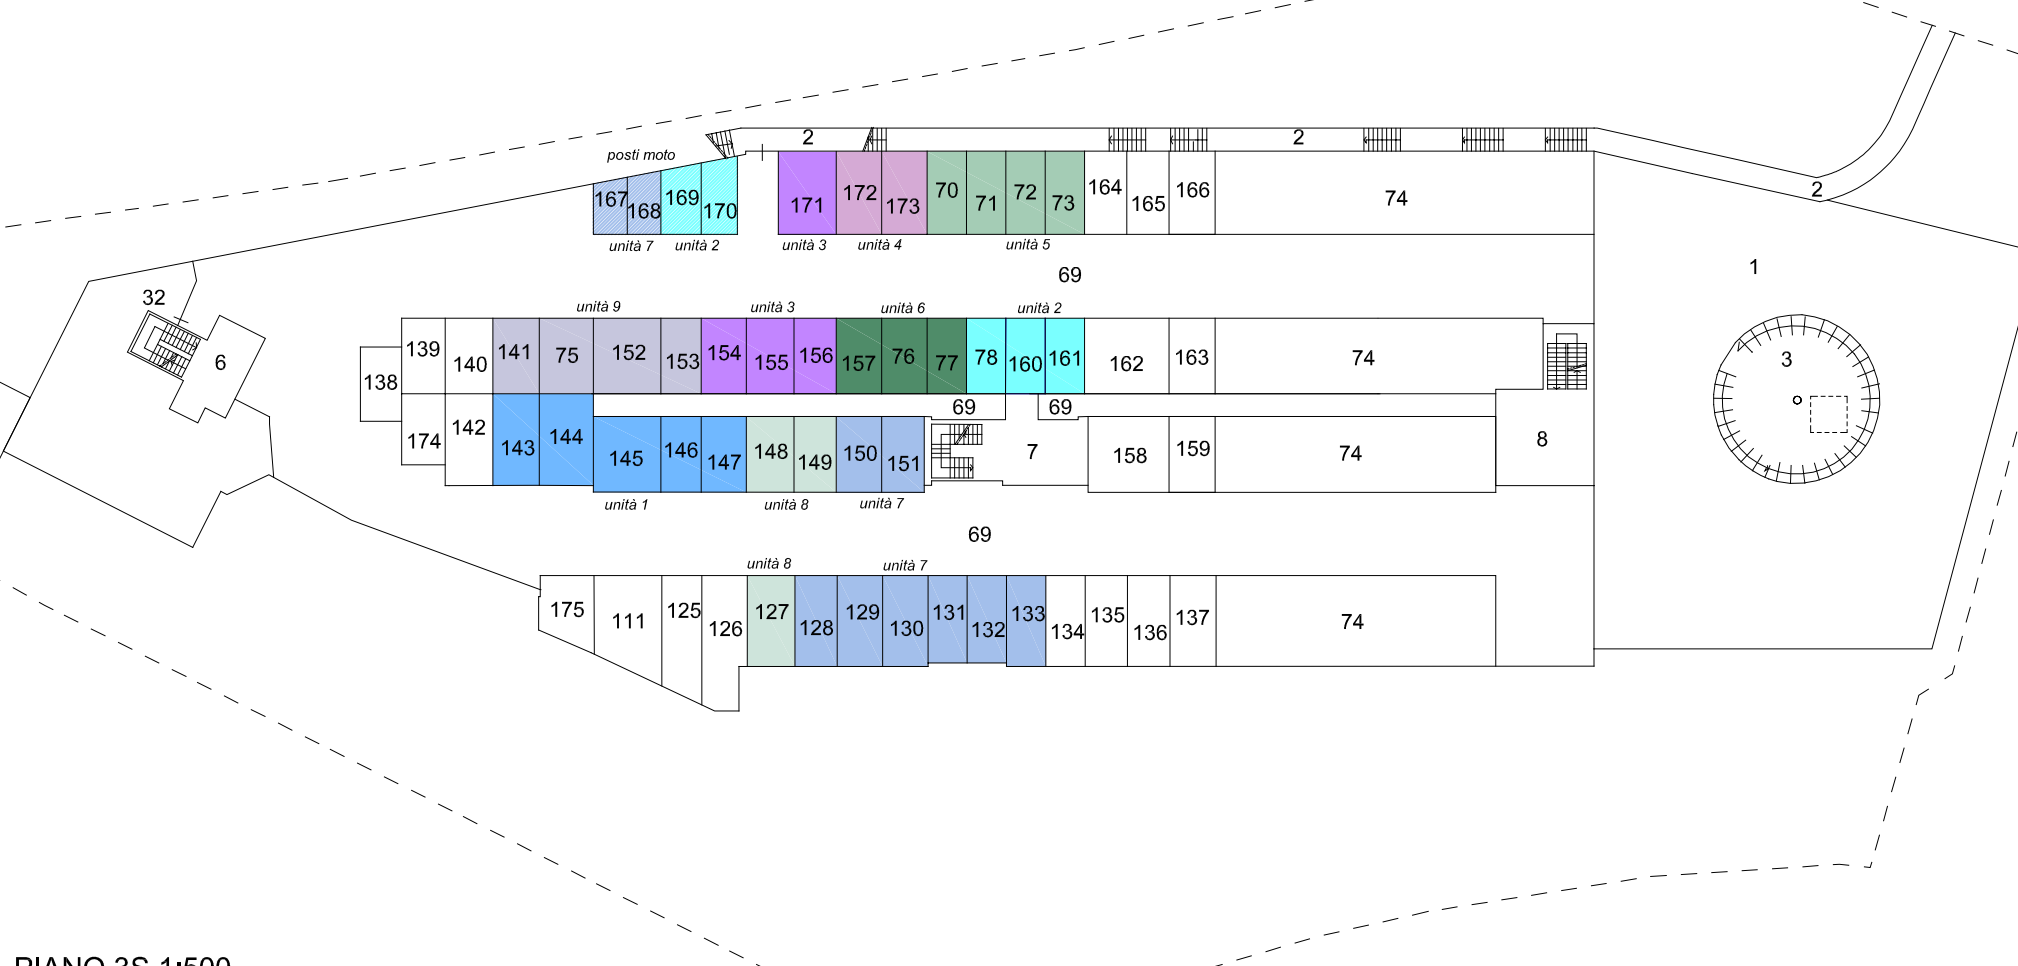 2 2
posti moto
167 168 169 170 171 172 173 70 71 72 73 164 165 166 74
2
unità 7 unità 2 unità 3 unità 4 unità 5
69 1
32
unità 9 unità 3 unità 6 unità 2
6 138 139 140 141 75 152 153 154 155 156 157 76 77 78 160 161 162 163 74 3
69 69
174 142 143 144 145 146 147 148 149 150 151 7 158 159 74 8
unità 1 unità 8 unità 7
69
unità 8 unità 7
175 111 125 126 127 128 129 130 131 132 133 134 135 136 137 74
PIANO 3S 1:500